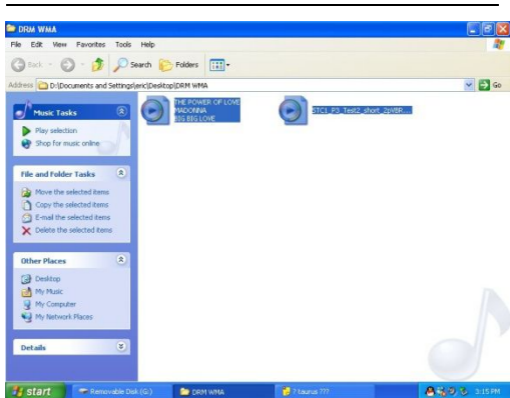 DRM WMA
File Edit View Favorites Tools Help
Back Search Folders
Address D:\Documents and Settings\eric\Desktop\DRM WMA Go
Music Tasks
Play selection
Shop for music online
File and Folder Tasks
Move the selected items
Copy the selected items
E-mail the selected items
Delete the selected items
Other Places
Desktop
My Music
My Computer
My Network Places
Details
THE POWER OF LOVE
MADONNA
BIG BIG LOVE
STC1_P3_Test2_short_2pVBR...
start Removable Disk (G:) DRM WMA ? taurus ??? 3:15 PM